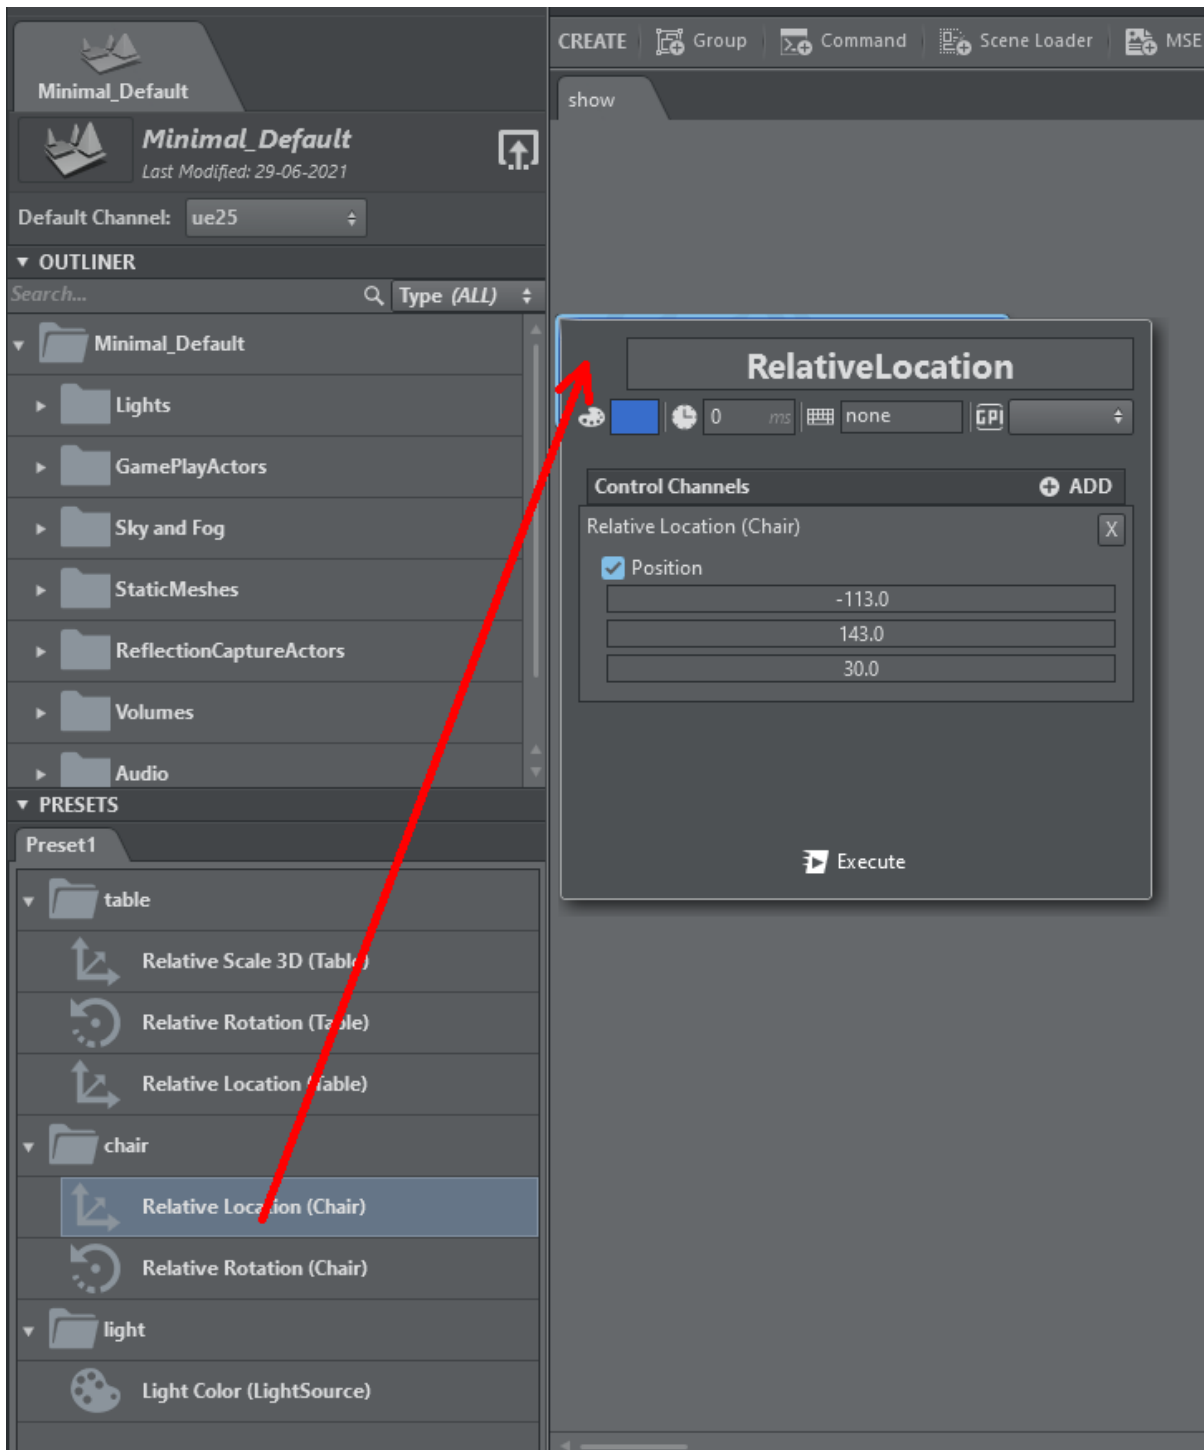 Minimal_Default
Minimal_Default
Last Modified: 29-06-2021
Default Channel: ue25
OUTLINER
Search... Type (ALL)
Minimal_Default
Lights
GamePlayActors
Sky and Fog
StaticMeshes
ReflectionCaptureActors
Volumes
Audio
PRESETS
Preset1
table
Relative Scale 3D (Table)
Relative Rotation (Table)
Relative Location (Table)
chair
Relative Location (Chair)
Relative Rotation (Chair)
light
Light Color (LightSource)
CREATE Group Command Scene Loader MSE
show
RelativeLocation
0 ms none GPI
Control Channels ADD
Relative Location (Chair) X
Position
-113.0
143.0
30.0
Execute